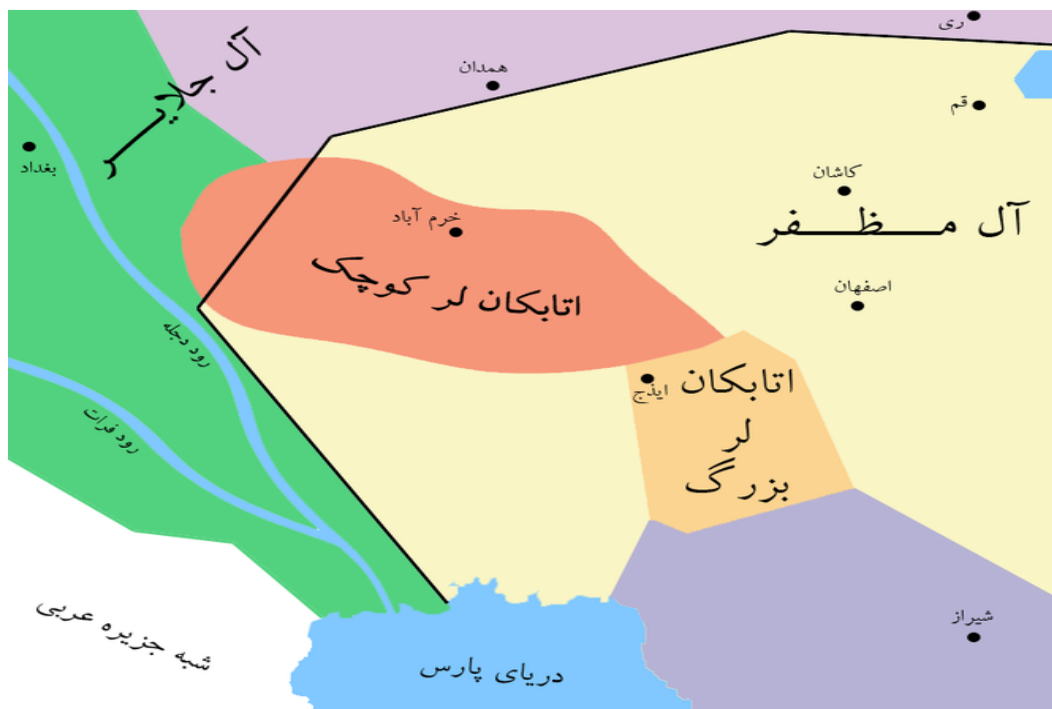 ری
آل جلایر
همدان
قم
بغداد
کاشان
خرم آباد
آل مظفر
اتابکان لر کوچک
اصفهان
رود دجله
اتابکان
ایذج
لر
بزرگ
رود فرات
شبه جزیره عربی
شیراز
دریای پارس